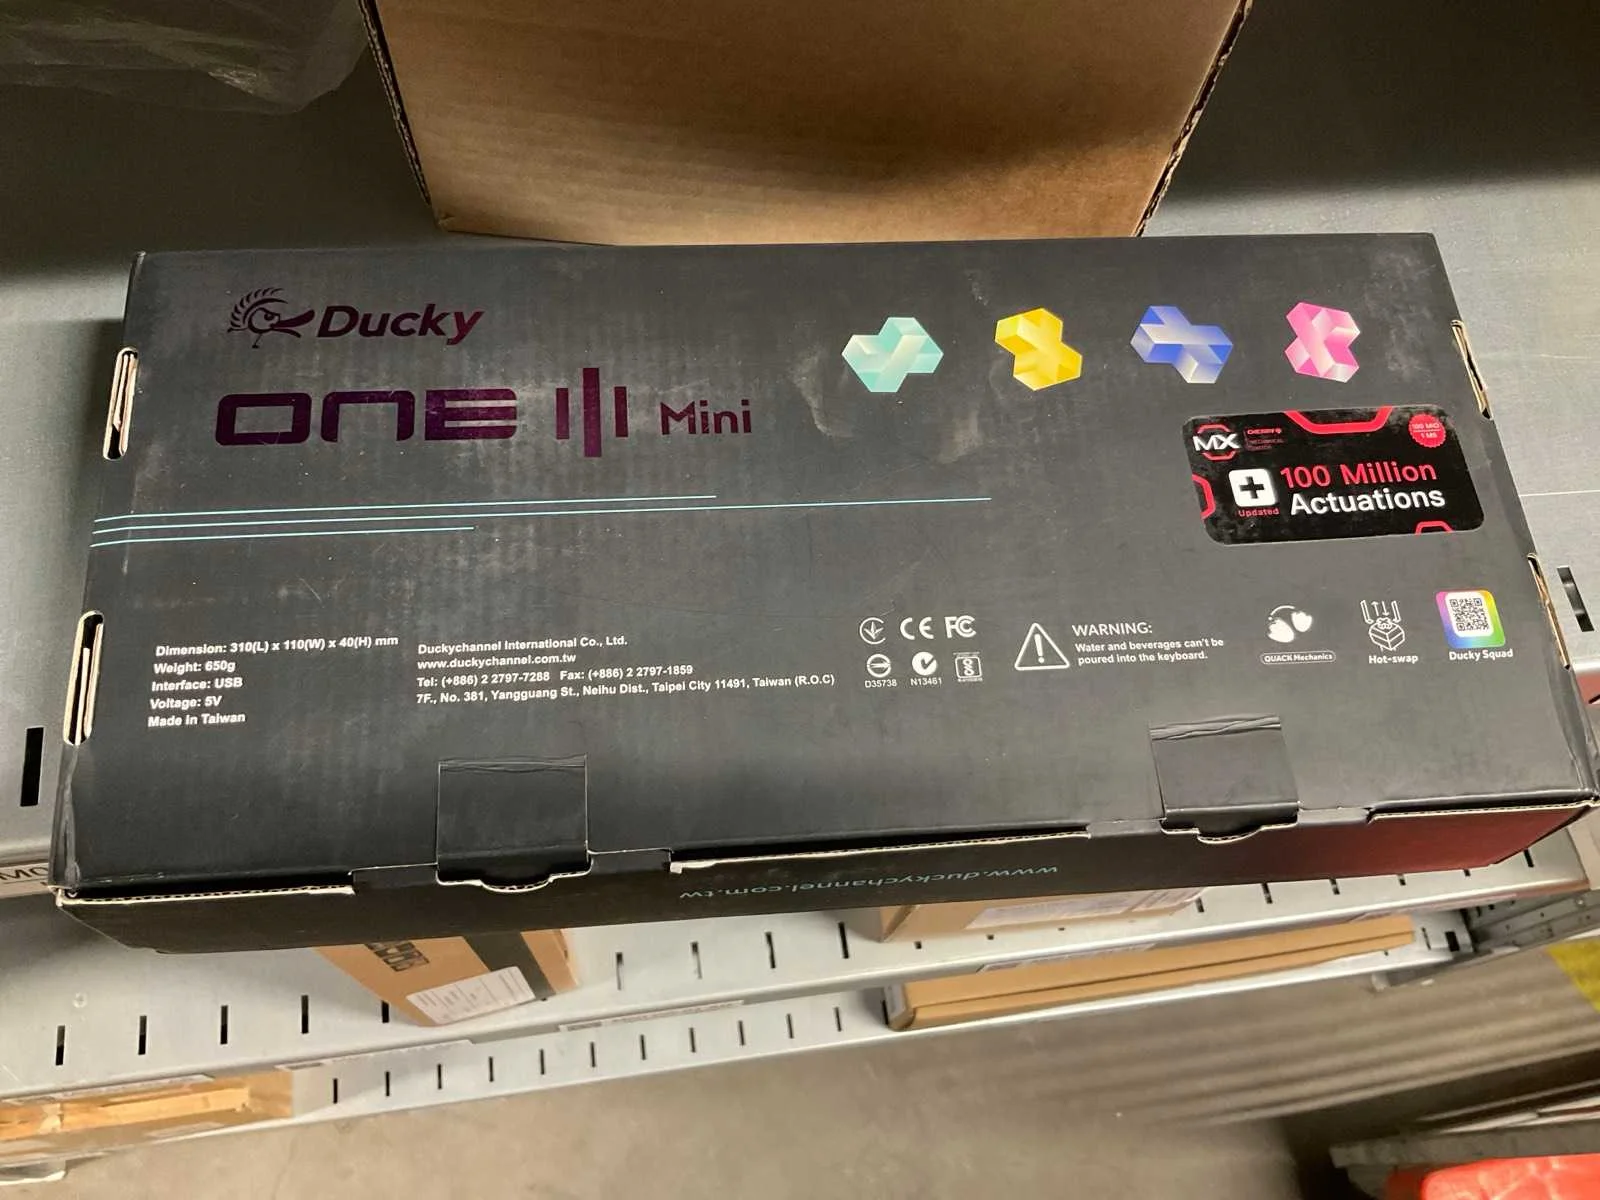 Ducky
ONE III Mini
MX
CHERRY
MECHANICAL
100 MIO
Updated
100 Million
Actuations
Dimension: 310(L) x 110(W) x 40(H) mm
Weight: 650g
Interface: USB
Voltage: 5V
Made in Taiwan
Duckychannel International Co., Ltd.
www.duckychannel.com.tw
Tel: (+886) 2 2797-7288 Fax: (+886) 2 2797-1859
7F., No. 381, Yangguang St., Neihu Dist., Taipei City 11491, Taiwan (R.O.C)
CE FC
D35738 N13461
WARNING:
Water and beverages can't be
poured into the keyboard.
QUACK Mechanics
Hot-swap
Ducky Squad
www.duckychannel.com.tw